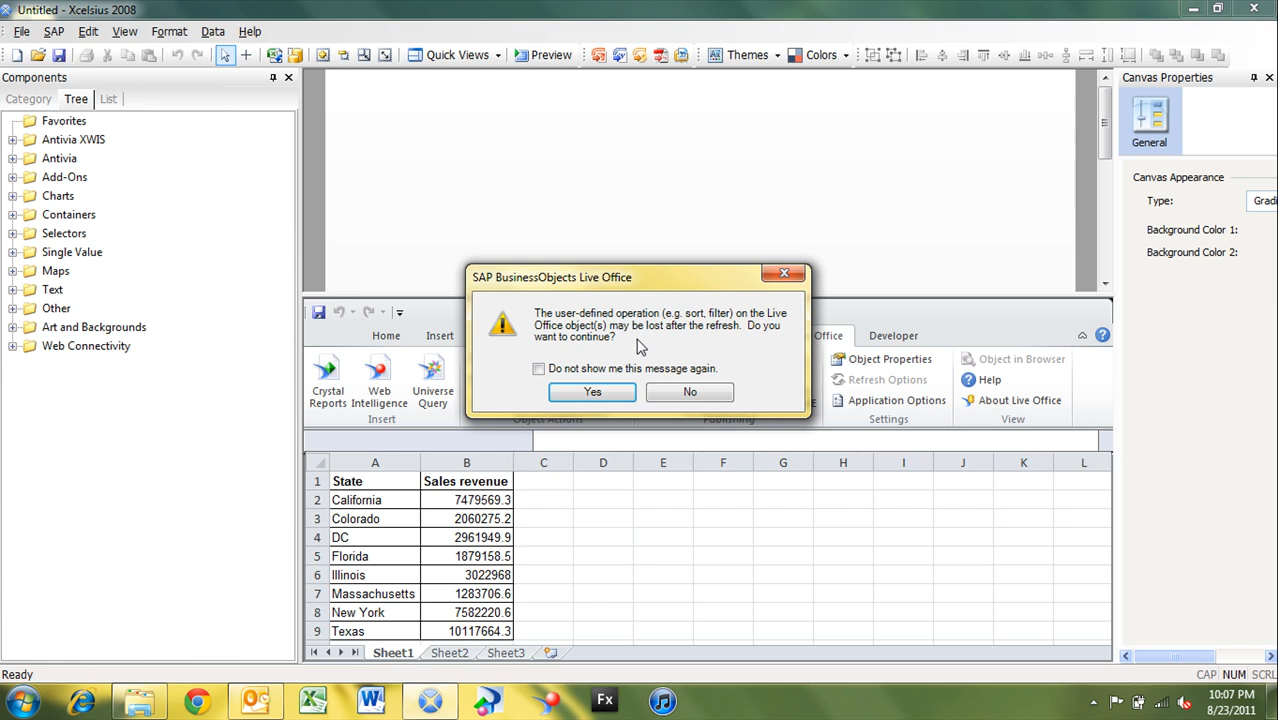 Untitled - Xcelsius 2008
File SAP Edit View Format Data Help
Quick Views Preview Themes Colors
Components
Category Tree List
Favorites
Antivia XWIS
Antivia
Add-Ons
Charts
Containers
Selectors
Single Value
Maps
Text
Other
Art and Backgrounds
Web Connectivity
Canvas Properties
General
Canvas Appearance
Type: Gradi
Background Color 1:
Background Color 2:
SAP BusinessObjects Live Office
The user-defined operation (e.g. sort, filter) on the Live
Office object(s) may be lost after the refresh. Do you
want to continue?
Do not show me this message again.
Yes No
Home Office Developer
Crystal Reports
Web Intelligence
Universe Query
Insert
Object Actions
Publishing
Object Properties
Refresh Options
Application Options
Settings
Object in Browser
Help
About Live Office
View
A B C D E F G H I J K L
1 State Sales revenue
2 California 7479569.3
3 Colorado 2060275.2
4 DC 2961949.9
5 Florida 1879158.5
6 Illinois 3022968
7 Massachusetts 1283706.6
8 New York 7582220.6
9 Texas 10117664.3
Sheet1 Sheet2 Sheet3
Ready
CAP NUM SCRL
Fx
10:07 PM
8/23/2011